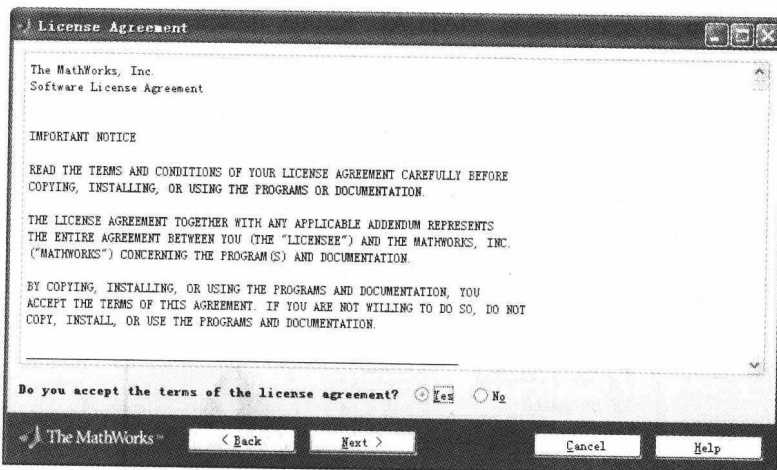 License Agreement
The MathWorks, Inc.
Software License Agreement
IMPORTANT NOTICE
READ THE TERMS AND CONDITIONS OF YOUR LICENSE AGREEMENT CAREFULLY BEFORE
COPYING, INSTALLING, OR USING THE PROGRAMS OR DOCUMENTATION.
THE LICENSE AGREEMENT TOGETHER WITH ANY APPLICABLE ADDENDUM REPRESENTS
THE ENTIRE AGREEMENT BETWEEN YOU (THE "LICENSEE") AND THE MATHWORKS, INC.
("MATHWORKS") CONCERNING THE PROGRAM(S) AND DOCUMENTATION.
BY COPYING, INSTALLING, OR USING THE PROGRAMS AND DOCUMENTATION, YOU
ACCEPT THE TERMS OF THIS AGREEMENT. IF YOU ARE NOT WILLING TO DO SO, DO NOT
COPY, INSTALL, OR USE THE PROGRAMS AND DOCUMENTATION.
Do you accept the terms of the license agreement? Yes No
The MathWorks™ < Back Next > Cancel Help